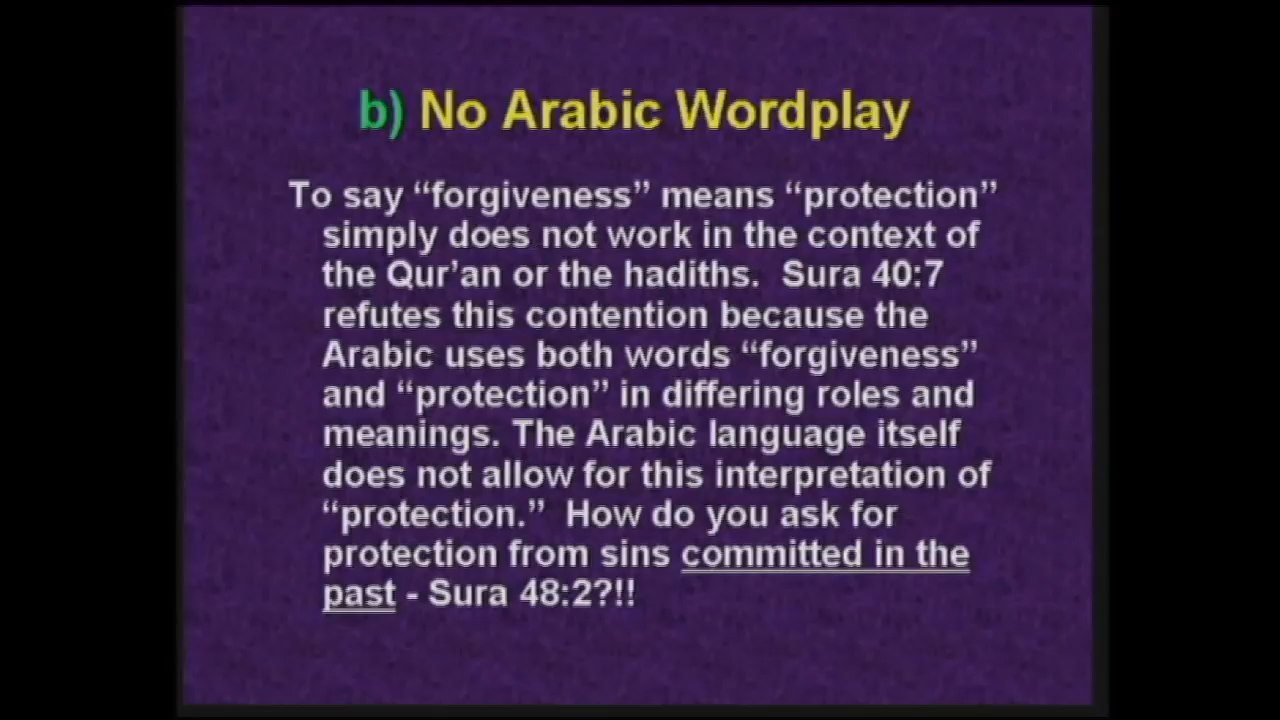 b) No Arabic Wordplay
To say “forgiveness” means “protection”
simply does not work in the context of
the Qur’an or the hadiths.  Sura 40:7
refutes this contention because the
Arabic uses both words “forgiveness”
and “protection” in differing roles and
meanings. The Arabic language itself
does not allow for this interpretation of
“protection.”  How do you ask for
protection from sins committed in the
past - Sura 48:2?!!